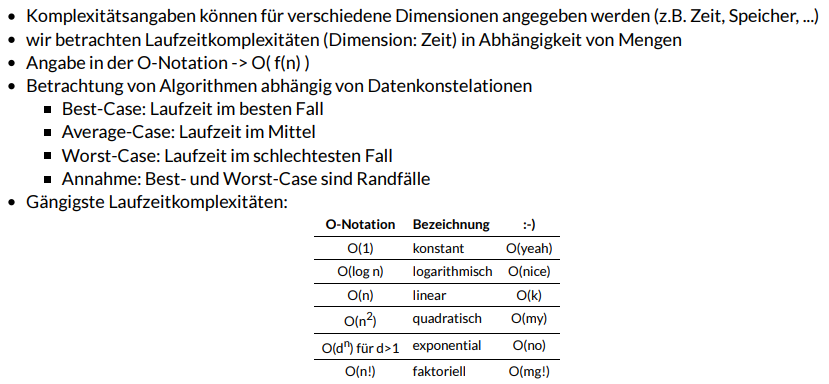 • Komplexitätsangaben können für verschiedene Dimensionen angegeben werden (z.B. Zeit, Speicher, ...)
• wir betrachten Laufzeitkomplexitäten (Dimension: Zeit) in Abhängigkeit von Mengen
• Angabe in der O-Notation -> O( f(n) )
• Betrachtung von Algorithmen abhängig von Datenkonstelationen
▪ Best-Case: Laufzeit im besten Fall
▪ Average-Case: Laufzeit im Mittel
▪ Worst-Case: Laufzeit im schlechtesten Fall
▪ Annahme: Best- und Worst-Case sind Randfälle
• Gängigste Laufzeitkomplexitäten:
O-Notation Bezeichnung :-)
O(1) konstant O(yeah)
O(log n) logarithmisch O(nice)
O(n) linear O(k)
O(n²) quadratisch O(my)
O(dⁿ) für d>1 exponential O(no)
O(n!) faktoriell O(mg!)